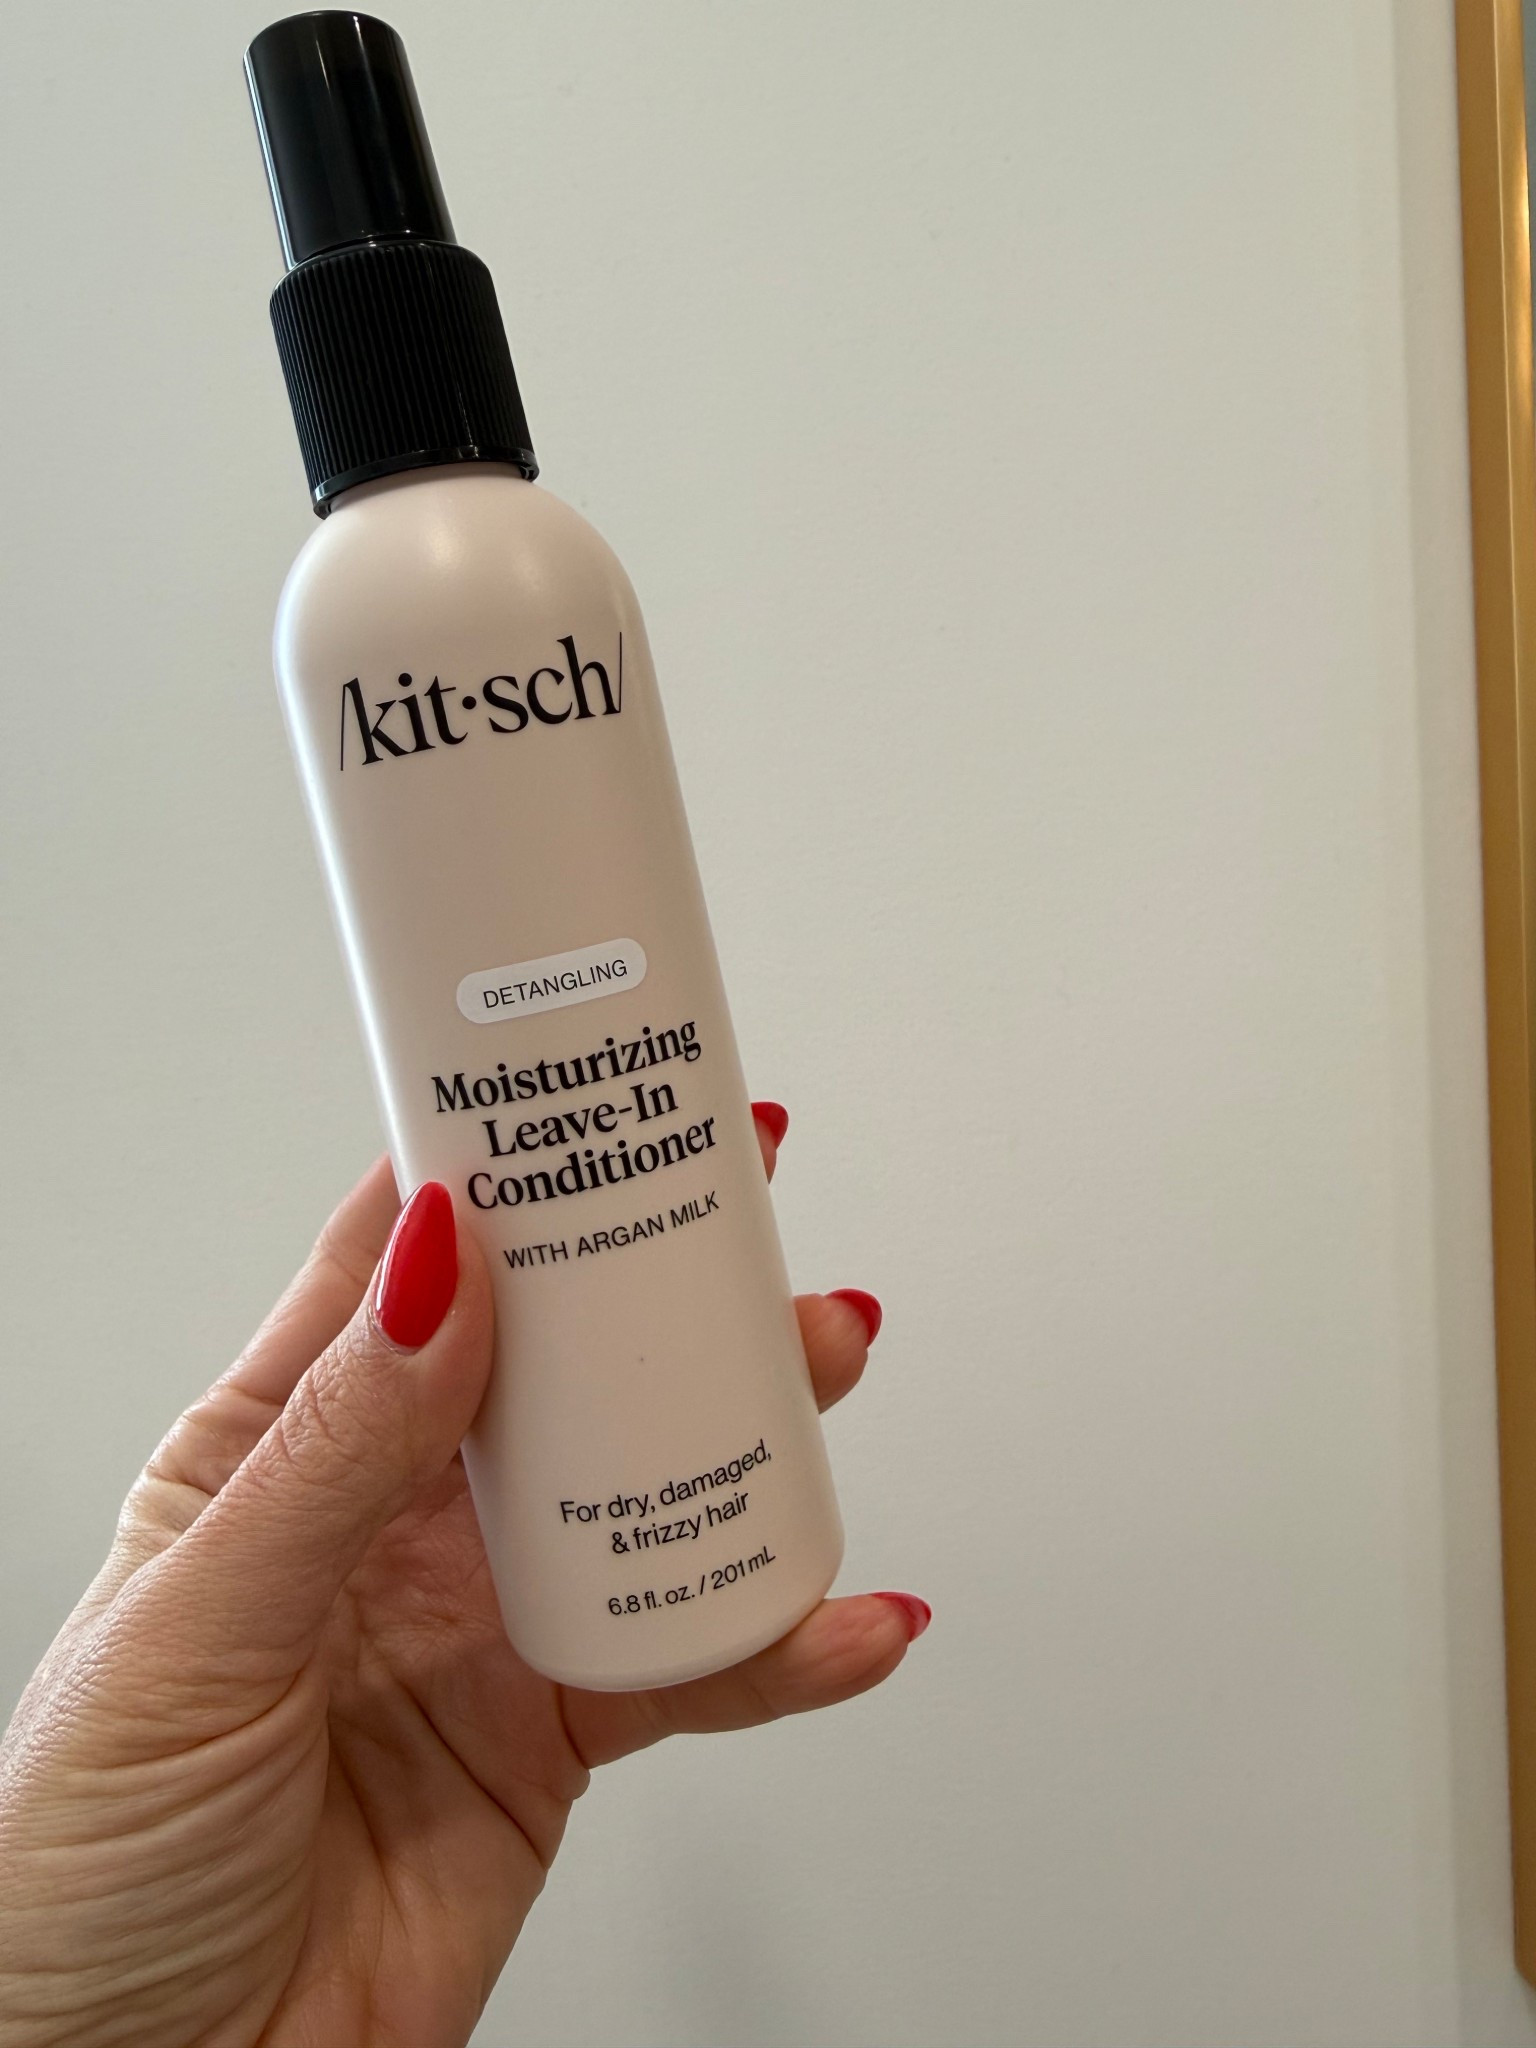 /kit·sch/
DETANGLING
Moisturizing
Leave-In
Conditioner
WITH ARGAN MILK
For dry, damaged,
& frizzy hair
6.8 fl. oz. / 201 mL